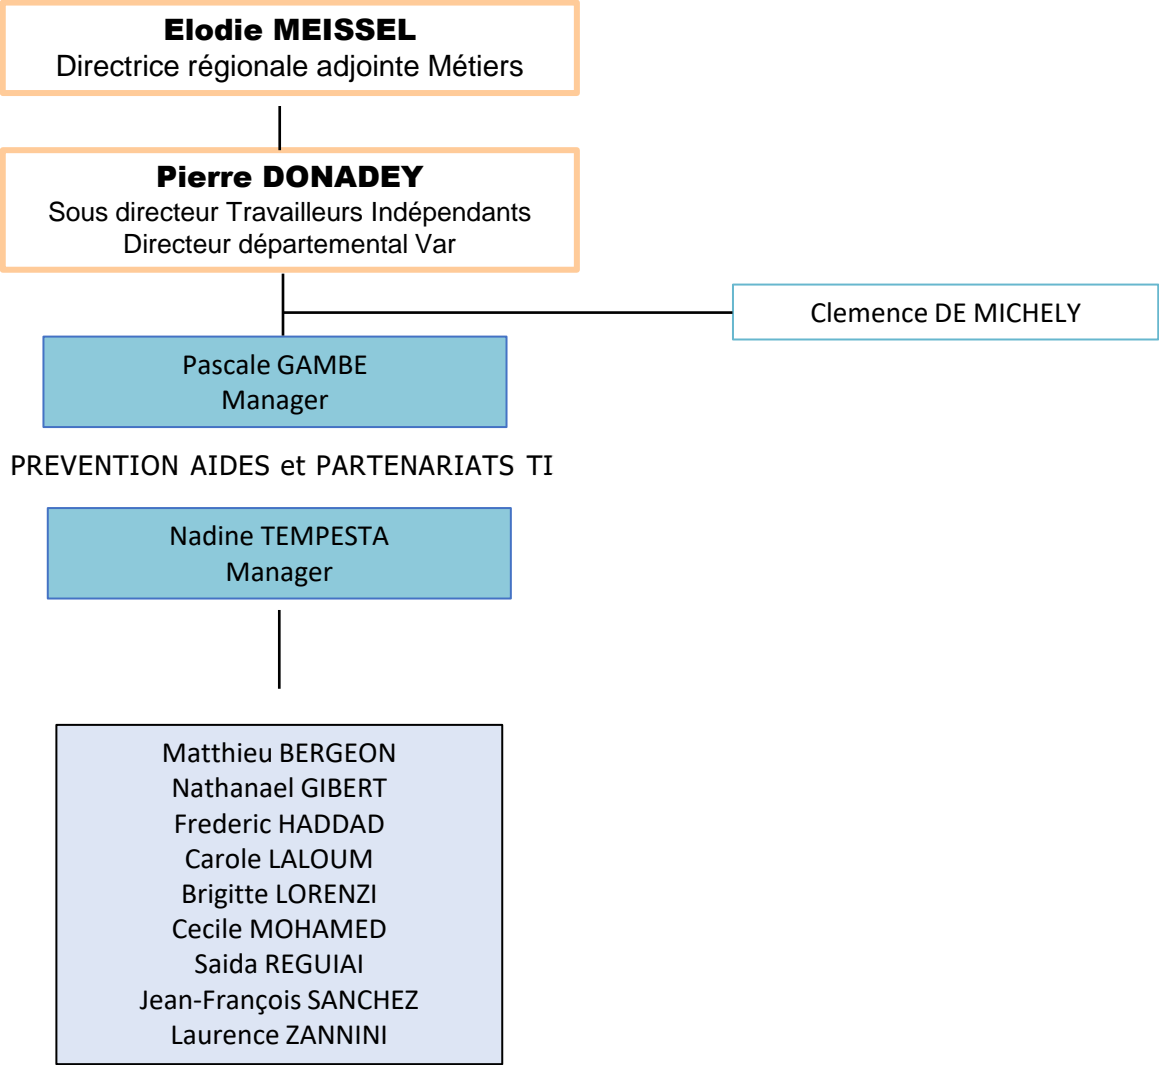 Elodie MEISSEL
Directrice régionale adjointe Métiers
Pierre DONADEY
Sous directeur Travailleurs Indépendants
Directeur départemental Var
Clemence DE MICHELY
Pascale GAMBE
Manager
PREVENTION AIDES et PARTENARIATS TI
Nadine TEMPESTA
Manager
Matthieu BERGEON
Nathanael GIBERT
Frederic HADDAD
Carole LALOUM
Brigitte LORENZI
Cecile MOHAMED
Saida REGUIAI
Jean-François SANCHEZ
Laurence ZANNINI